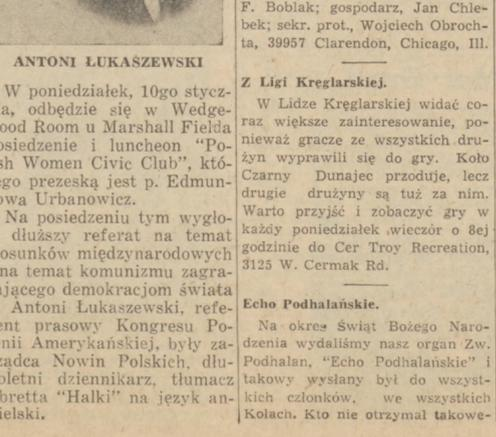 ANTONI ŁUKASZEWSKI
W poniedziałek, 10go stycz-
a, odbędzie się w Wedge-
ood Room u Marshall Fielda
osiedzenie i luncheon "Po-
sh Women Civic Club", któ-
ego prezeską jest p. Edmun-
owa Urbanowicz.
Na posiedzeniu tym wygło-
dłuższy referat na temat
osunków międzynarodowych
na temat komunizmu zagra-
ającego demokracjom świata
Antoni Łukaszewski, refe-
ent prasowy Kongresu Po-
nii Amerykańskiej, były za-
ządca Nowin Polskich, dłu-
oletni dziennikarz, tłumacz
bretta "Halki" na język an-
ielski.
F. Boblak; gospodarz, Jan Chle-
bek; sekr. prot., Wojciech Obroch-
ta, 39957 Clarendon, Chicago, Ill.
Z Ligi Kręglarskiej.
W Lidze Kręglarskiej widać co-
raz większe zainteresowanie, po-
nieważ gracze ze wszystkich dru-
żyn wyprawili się do gry. Koło
Czarny Dunajec przoduje, lecz
drugie drużyny są tuż za nim.
Warto przyjść i zobaczyć gry w
każdy poniedziałek wieczór o 8ej
godzinie do Cer Troy Recreation,
3125 W. Cermak Rd.
Echo Podhalańskie.
Na okres Świąt Bożego Naro-
dzenia wydaliśmy nasz organ Zw.
Podhalan, "Echo Podhalańskie" i
takowy wysłany był do wszyst-
kich członków, we wszystkich
Kołach. Kto nie otrzymał takowe-